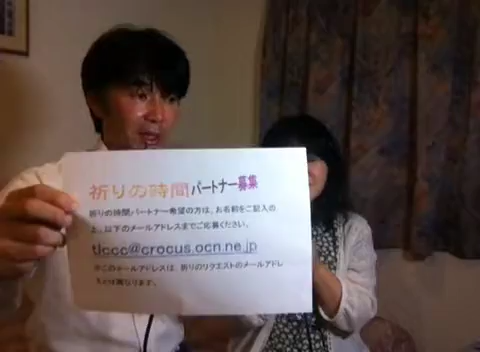 祈りの時間パートナー募集
祈りの時間パートナー希望の方は、お名前をご記入の
上、以下のメールアドレスまでご応募ください。
tlccc@crocus.ocn.ne.jp
※このメールアドレスは、祈りのリクエストのメールアドレ
スとは異なります。